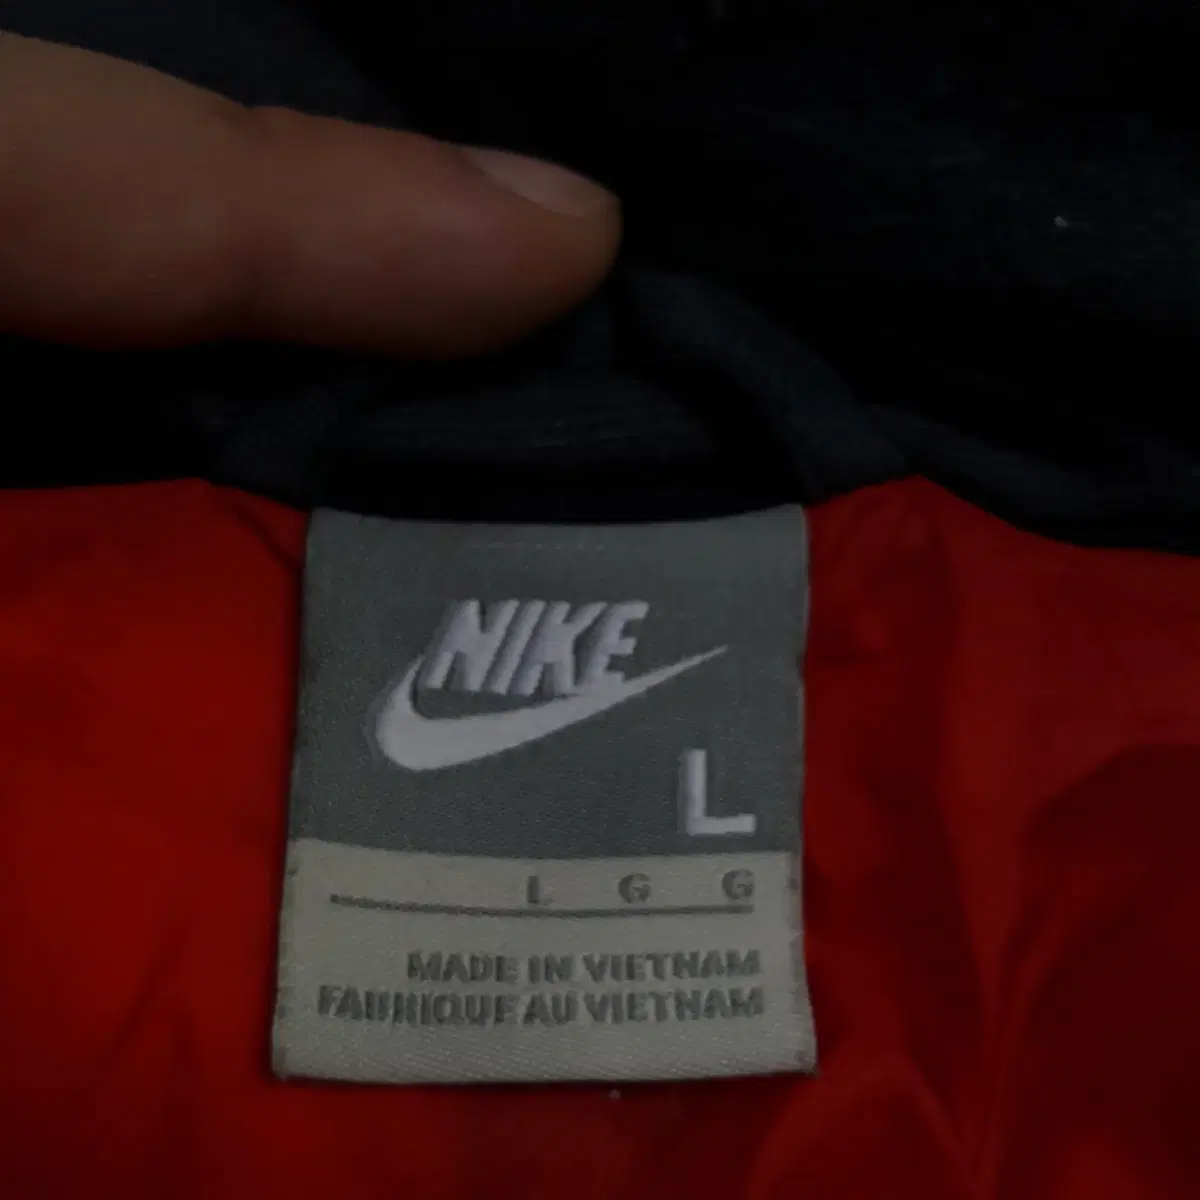 NIKE
L
L G G
MADE IN VIETNAM
FABRIQUE AU VIETNAM